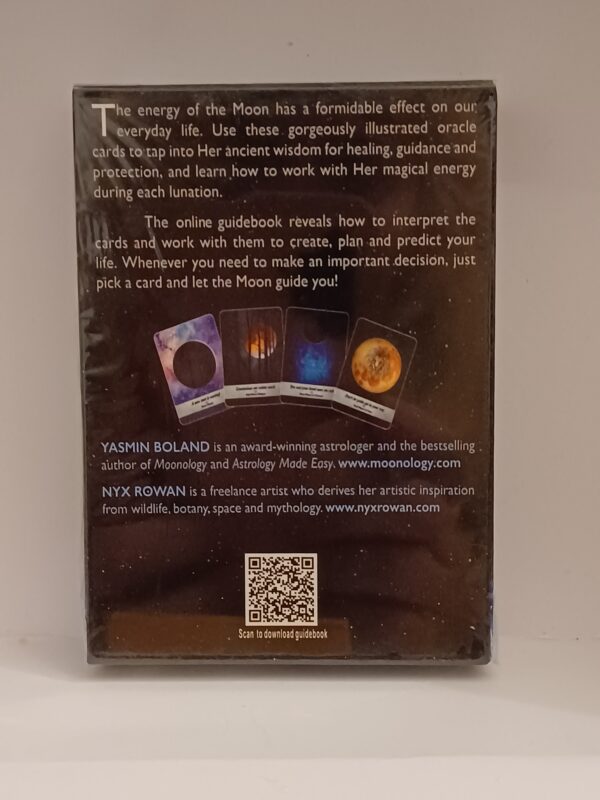 The energy of the Moon has a formidable effect on our
everyday life. Use these gorgeously illustrated oracle
cards to tap into Her ancient wisdom for healing, guidance and
protection, and learn how to work with Her magical energy
during each lunation.
The online guidebook reveals how to interpret the
cards and work with them to create, plan and predict your
life. Whenever you need to make an important decision, just
pick a card and let the Moon guide you!
YASMIN BOLAND is an award-winning astrologer and the bestselling
author of Moonology and Astrology Made Easy. www.moonology.com
NYX ROWAN is a freelance artist who derives her artistic inspiration
from wildlife, botany, space and mythology. www.nyxrowan.com
Scan to download guidebook